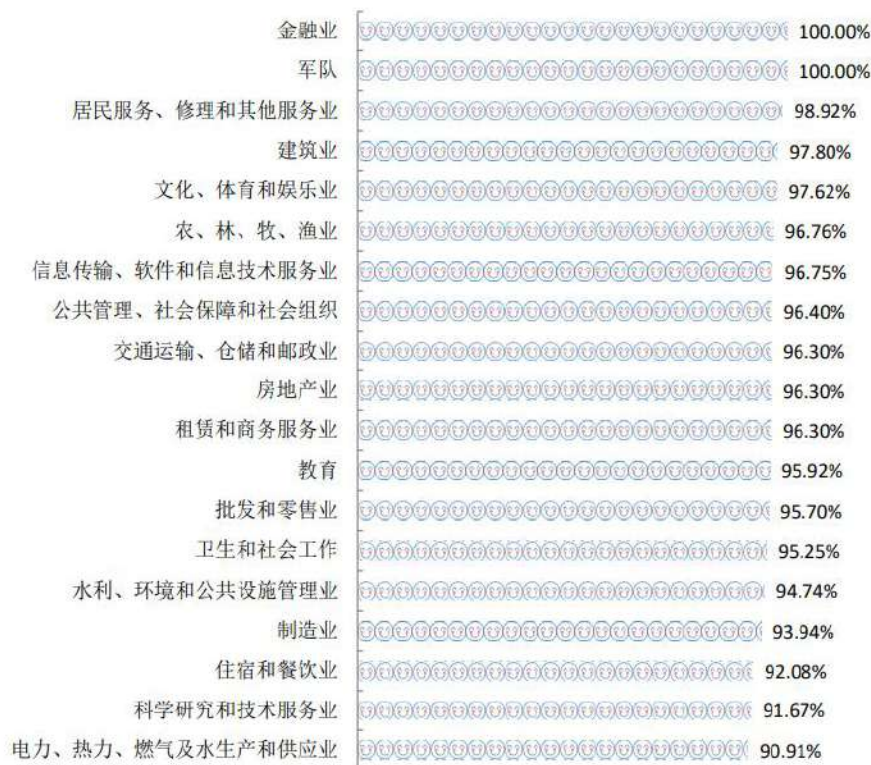 金融业 100.00%
军队 100.00%
居民服务、修理和其他服务业 98.92%
建筑业 97.80%
文化、体育和娱乐业 97.62%
农、林、牧、渔业 96.76%
信息传输、软件和信息技术服务业 96.75%
公共管理、社会保障和社会组织 96.40%
交通运输、仓储和邮政业 96.30%
房地产业 96.30%
租赁和商务服务业 96.30%
教育 95.92%
批发和零售业 95.70%
卫生和社会工作 95.25%
水利、环境和公共设施管理业 94.74%
制造业 93.94%
住宿和餐饮业 92.08%
科学研究和技术服务业 91.67%
电力、热力、燃气及水生产和供应业 90.91%